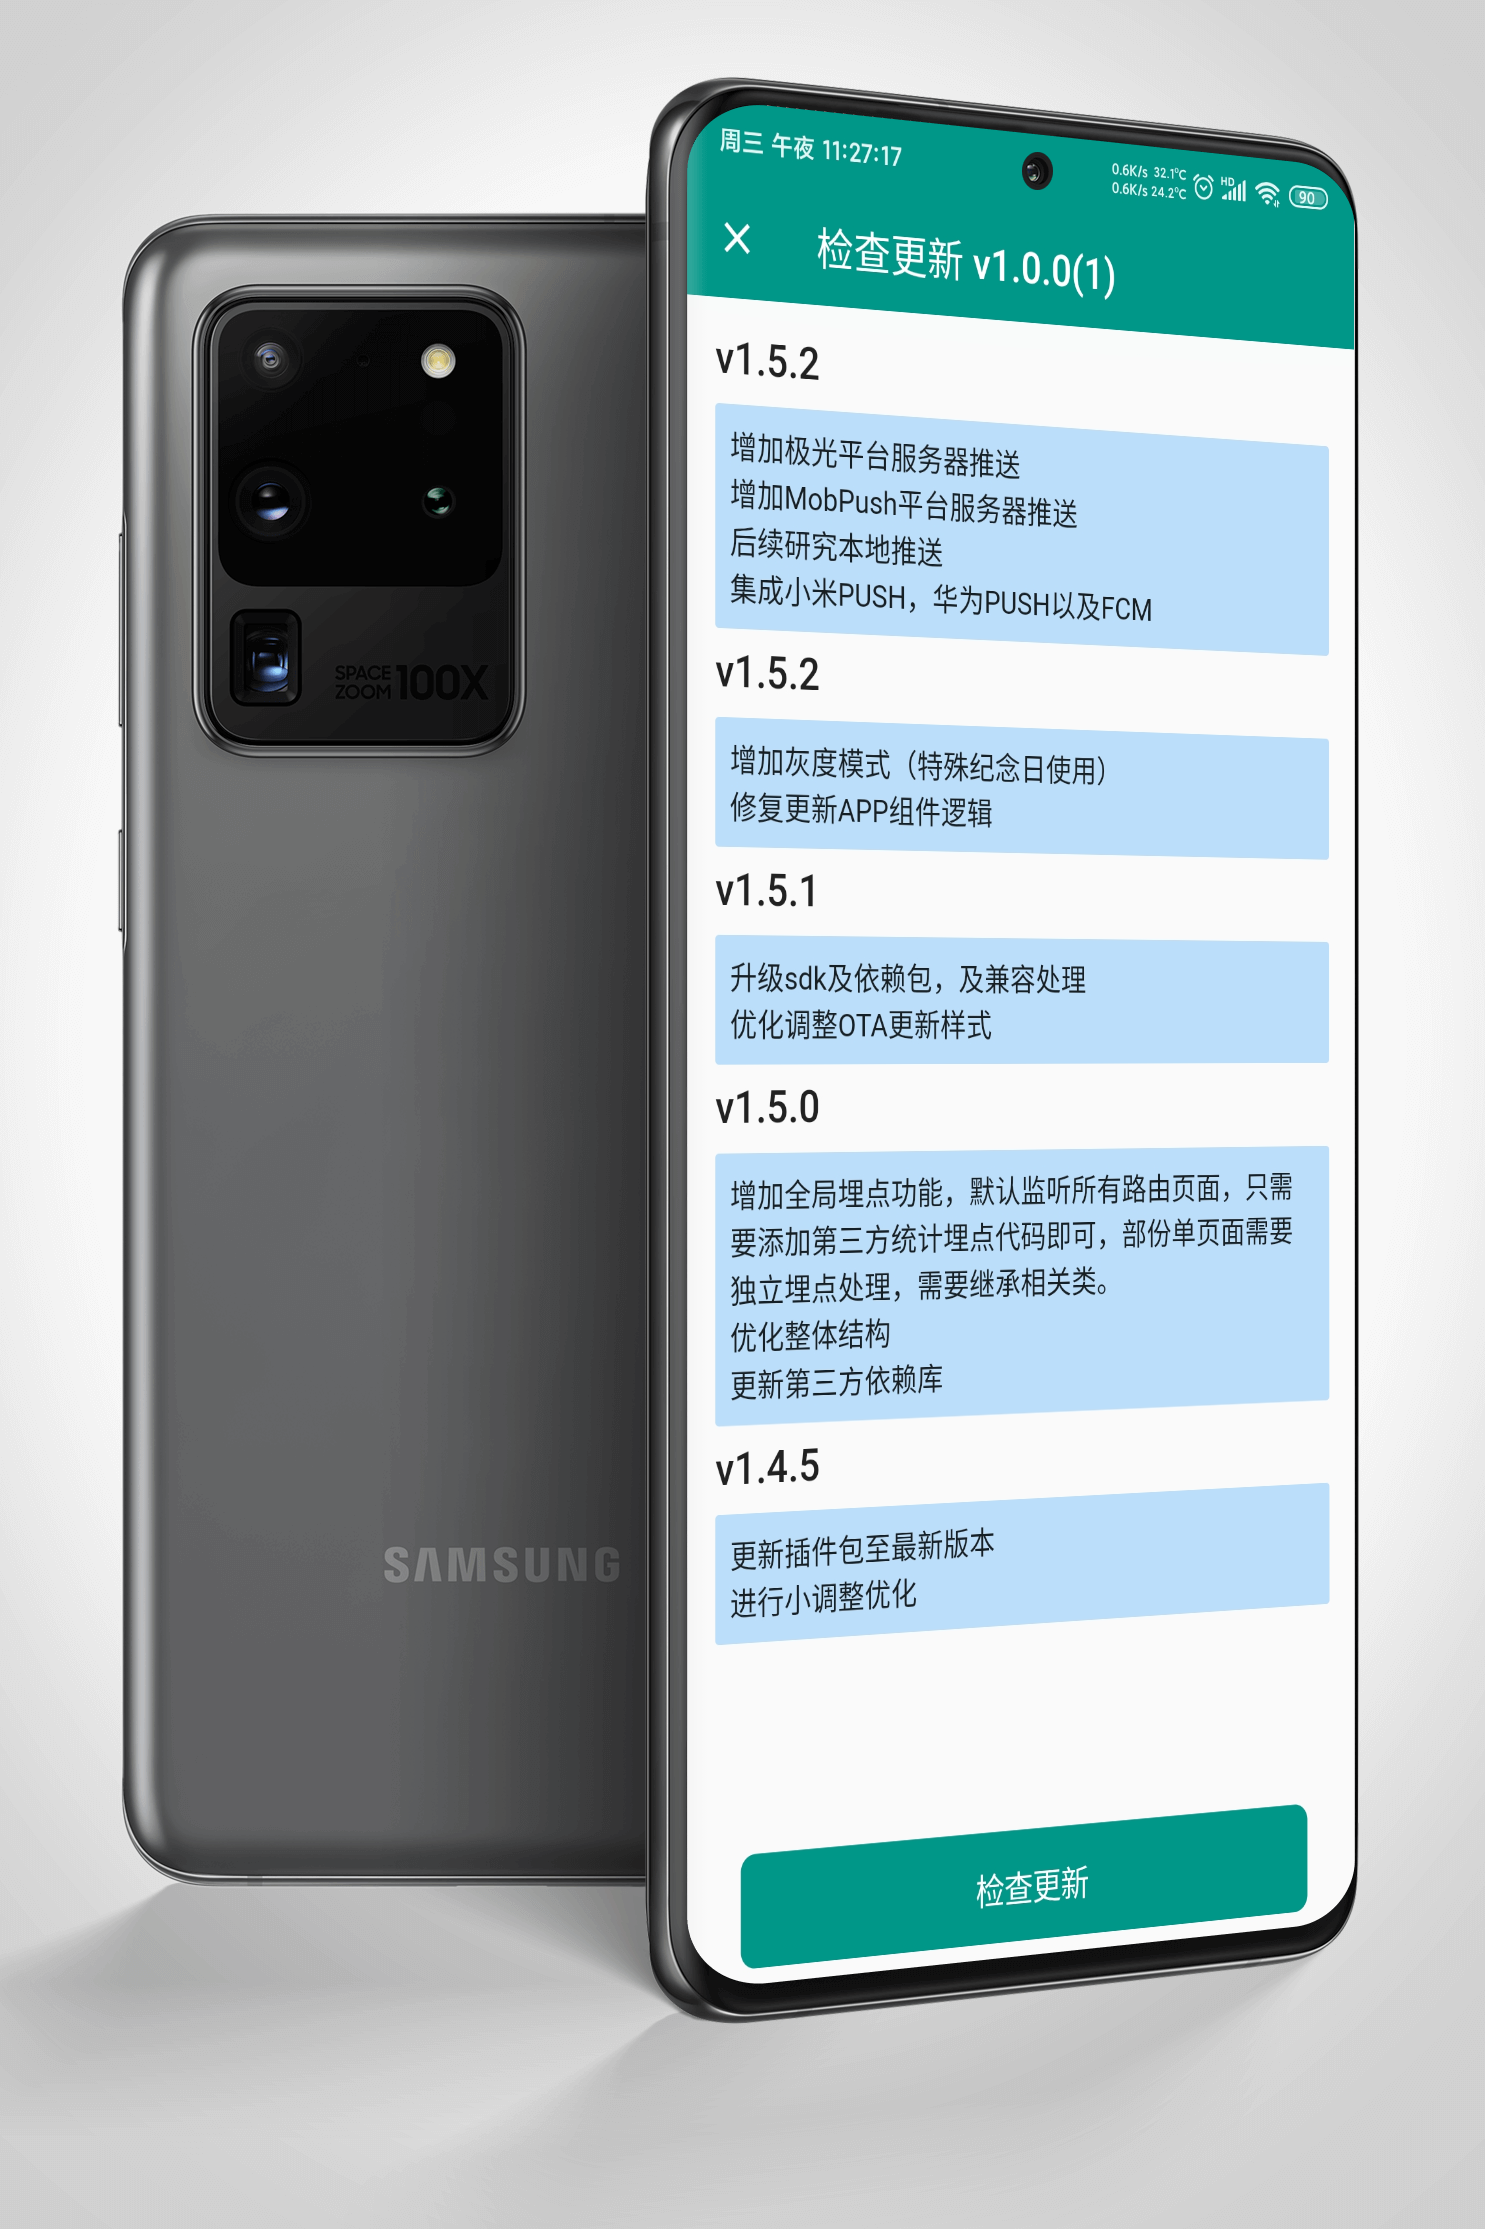 周三 午夜 11:27:17
0.6K/s 32.1℃
0.6K/s 24.2℃
HD
90
检查更新 v1.0.0(1)
v1.5.2
增加极光平台服务器推送
增加MobPush平台服务器推送
后续研究本地推送
集成小米PUSH，华为PUSH以及FCM
v1.5.2
增加灰度模式（特殊纪念日使用）
修复更新APP组件逻辑
v1.5.1
升级sdk及依赖包，及兼容处理
优化调整OTA更新样式
v1.5.0
增加全局埋点功能，默认监听所有路由页面，只需
要添加第三方统计埋点代码即可，部份单页面需要
独立埋点处理，需要继承相关类。
优化整体结构
更新第三方依赖库
v1.4.5
更新插件包至最新版本
进行小调整优化
检查更新
SPACE
ZOOM 100X
SAMSUNG